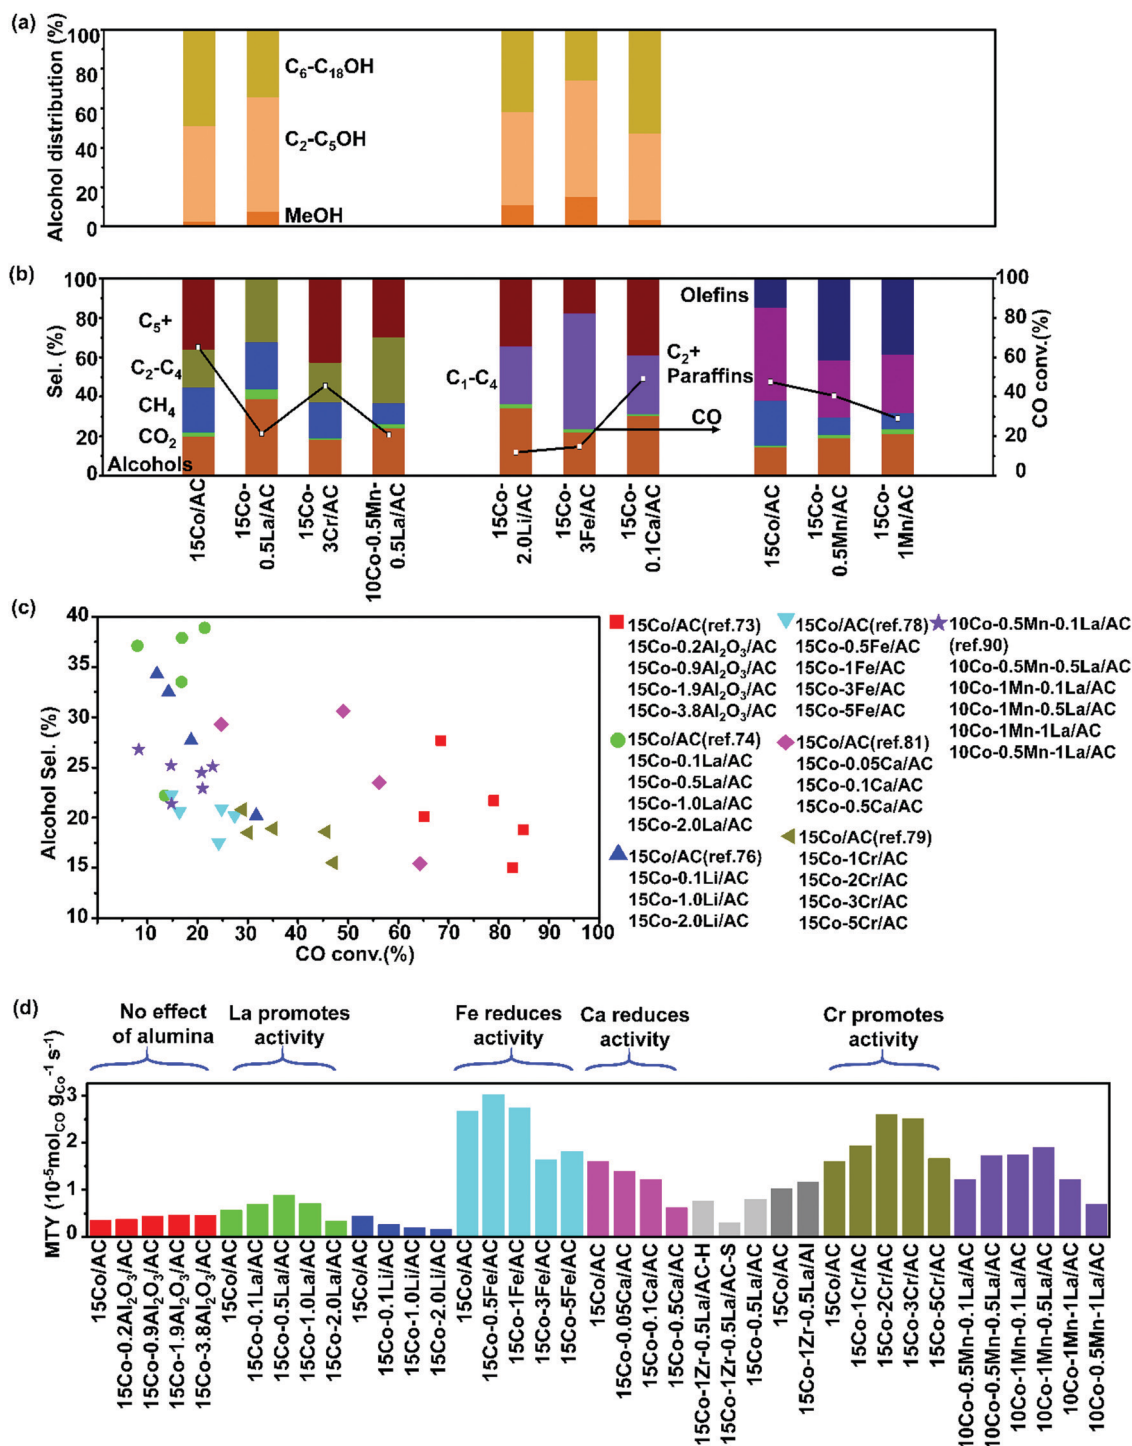 (a)
Alcohol distribution (%)
100
80
60
40
20
0
C₆-C₁₈OH
C₂-C₅OH
MeOH
(b)
Sel. (%)
100
80
60
40
20
0
C₅+
C₂-C₄
CH₄
CO₂
Alcohols
C₁-C₄
C₂+
Paraffins
Olefins
CO
100
80
60
40
20
0
CO conv.(%)
15Co/AC
15Co-
0.5La/AC
15Co-
3Cr/AC
10Co-0.5Mn-
0.5La/AC
15Co-
2.0Li/AC
15Co-
3Fe/AC
15Co-
0.1Ca/AC
15Co/AC
15Co-
0.5Mn/AC
15Co-
1Mn/AC
(c)
Alcohol Sel. (%)
40
35
30
25
20
15
10
10 20 30 40 50 60 70 80 90 100
CO conv.(%)
15Co/AC(ref.73)
15Co-0.2Al₂O₃/AC
15Co-0.9Al₂O₃/AC
15Co-1.9Al₂O₃/AC
15Co-3.8Al₂O₃/AC
15Co/AC(ref.74)
15Co-0.1La/AC
15Co-0.5La/AC
15Co-1.0La/AC
15Co-2.0La/AC
15Co/AC(ref.76)
15Co-0.1Li/AC
15Co-1.0Li/AC
15Co-2.0Li/AC
15Co/AC(ref.78)
15Co-0.5Fe/AC
15Co-1Fe/AC
15Co-3Fe/AC
15Co-5Fe/AC
15Co/AC(ref.81)
15Co-0.05Ca/AC
15Co-0.1Ca/AC
15Co-0.5Ca/AC
15Co/AC(ref.79)
15Co-1Cr/AC
15Co-2Cr/AC
15Co-3Cr/AC
15Co-5Cr/AC
10Co-0.5Mn-0.1La/AC
(ref.90)
10Co-0.5Mn-0.5La/AC
10Co-1Mn-0.1La/AC
10Co-1Mn-0.5La/AC
10Co-1Mn-1La/AC
10Co-0.5Mn-1La/AC
(d)
No effect
of alumina
La promotes
activity
Fe reduces
activity
Ca reduces
activity
Cr promotes
activity
MTY (10⁻⁵mol_CO g_Co⁻¹ s⁻¹)
3
2
1
0
15Co/AC
15Co-0.2Al₂O₃/AC
15Co-0.9Al₂O₃/AC
15Co-1.9Al₂O₃/AC
15Co-3.8Al₂O₃/AC
15Co/AC
15Co-0.1La/AC
15Co-0.5La/AC
15Co-1.0La/AC
15Co-2.0La/AC
15Co/AC
15Co-0.1Li/AC
15Co-1.0Li/AC
15Co-2.0Li/AC
15Co/AC
15Co-0.5Fe/AC
15Co-1Fe/AC
15Co-3Fe/AC
15Co-5Fe/AC
15Co/AC
15Co-0.05Ca/AC
15Co-0.1Ca/AC
15Co-0.5Ca/AC
15Co-1Zr-0.5La/AC-H
15Co-1Zr-0.5La/AC-S
15Co-0.5La/AC
15Co/AC
15Co-1Zr-0.5La/Al
15Co/AC
15Co-1Cr/AC
15Co-2Cr/AC
15Co-3Cr/AC
15Co-5Cr/AC
10Co-0.5Mn-0.1La/AC
10Co-0.5Mn-0.5La/AC
10Co-1Mn-0.1La/AC
10Co-1Mn-0.5La/AC
10Co-1Mn-1La/AC
10Co-0.5Mn-1La/AC